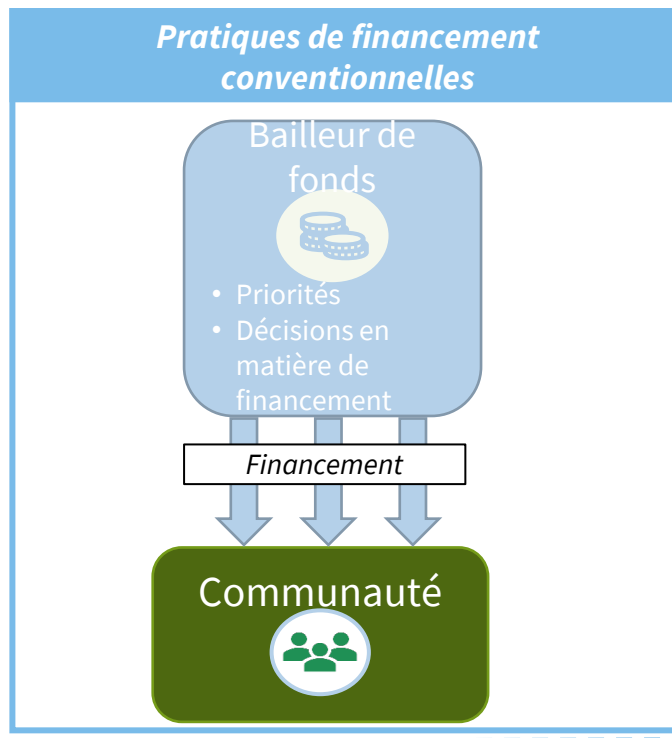 Pratiques de financement
conventionnelles
Bailleur de
fonds
• Priorités
• Décisions en
matière de
financement
Financement
Communauté